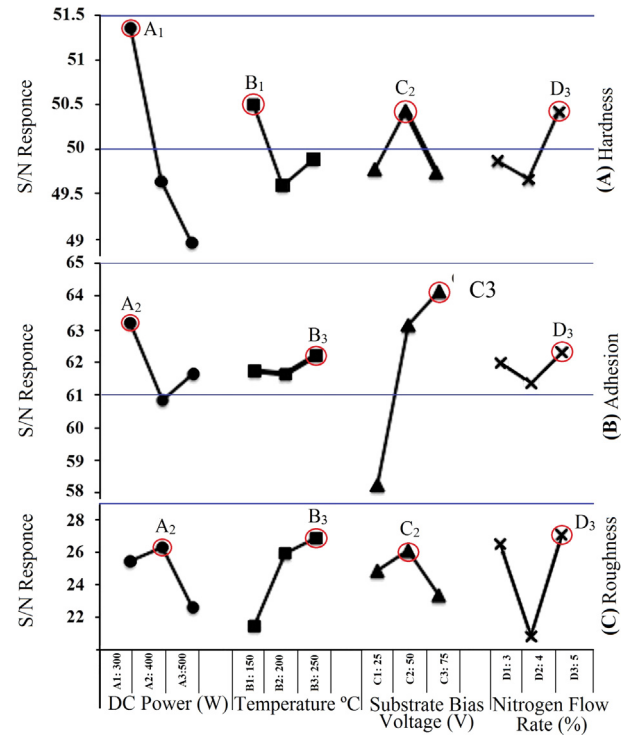 51.5
51
50.5
50
49.5
49
S/N Responce
A1
B1
C2
D3
(A) Hardness
65
64
63
62
61
60
59
58
S/N Responce
A2
B3
C3
D3
(B) Adhesion
28
26
24
22
S/N Responce
A2
B3
C2
D3
(C) Roughness
A1: 300
A2: 400
A3:500
B1: 150
B2: 200
B3: 250
C1: 25
C2: 50
C3: 75
D1: 3
D2: 4
D3: 5
DC Power (W)
Temperature ºC
Substrate Bias
Voltage (V)
Nitrogen Flow
Rate (%)